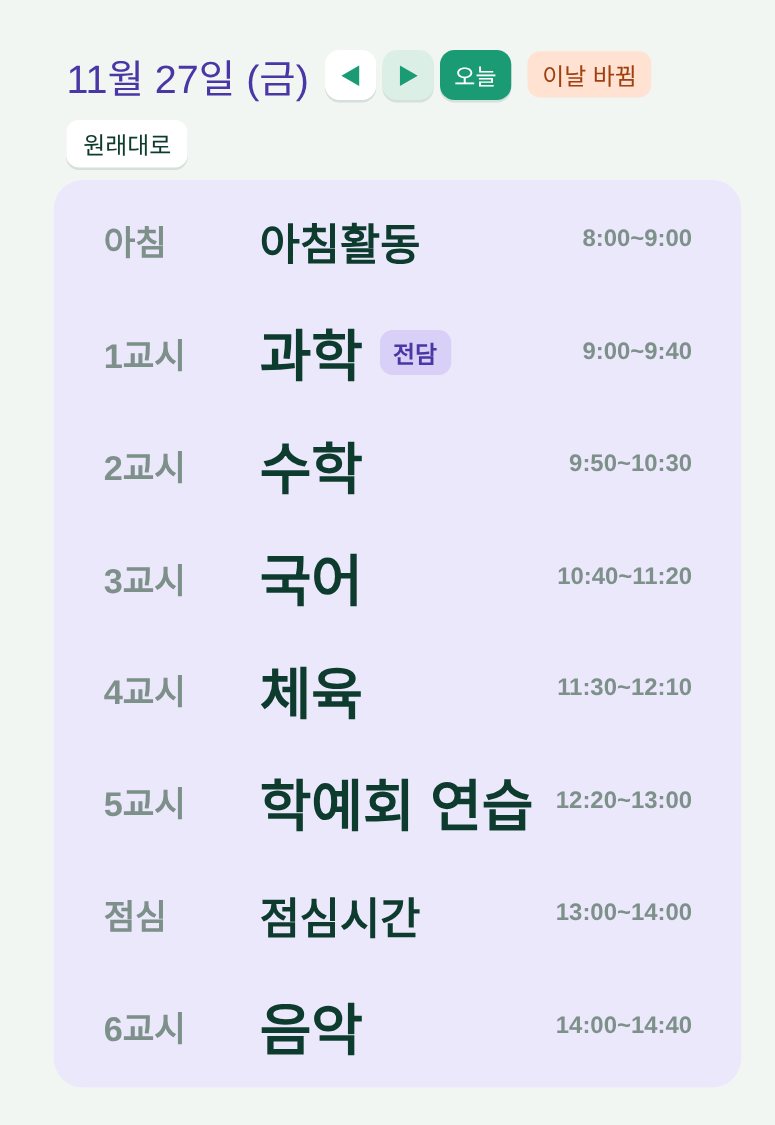 11월 27일 (금) ◀ ▶ 오늘 이날 바뀜
원래대로
아침 아침활동 8:00~9:00
1교시 과학 전담 9:00~9:40
2교시 수학 9:50~10:30
3교시 국어 10:40~11:20
4교시 체육 11:30~12:10
5교시 학예회 연습 12:20~13:00
점심 점심시간 13:00~14:00
6교시 음악 14:00~14:40